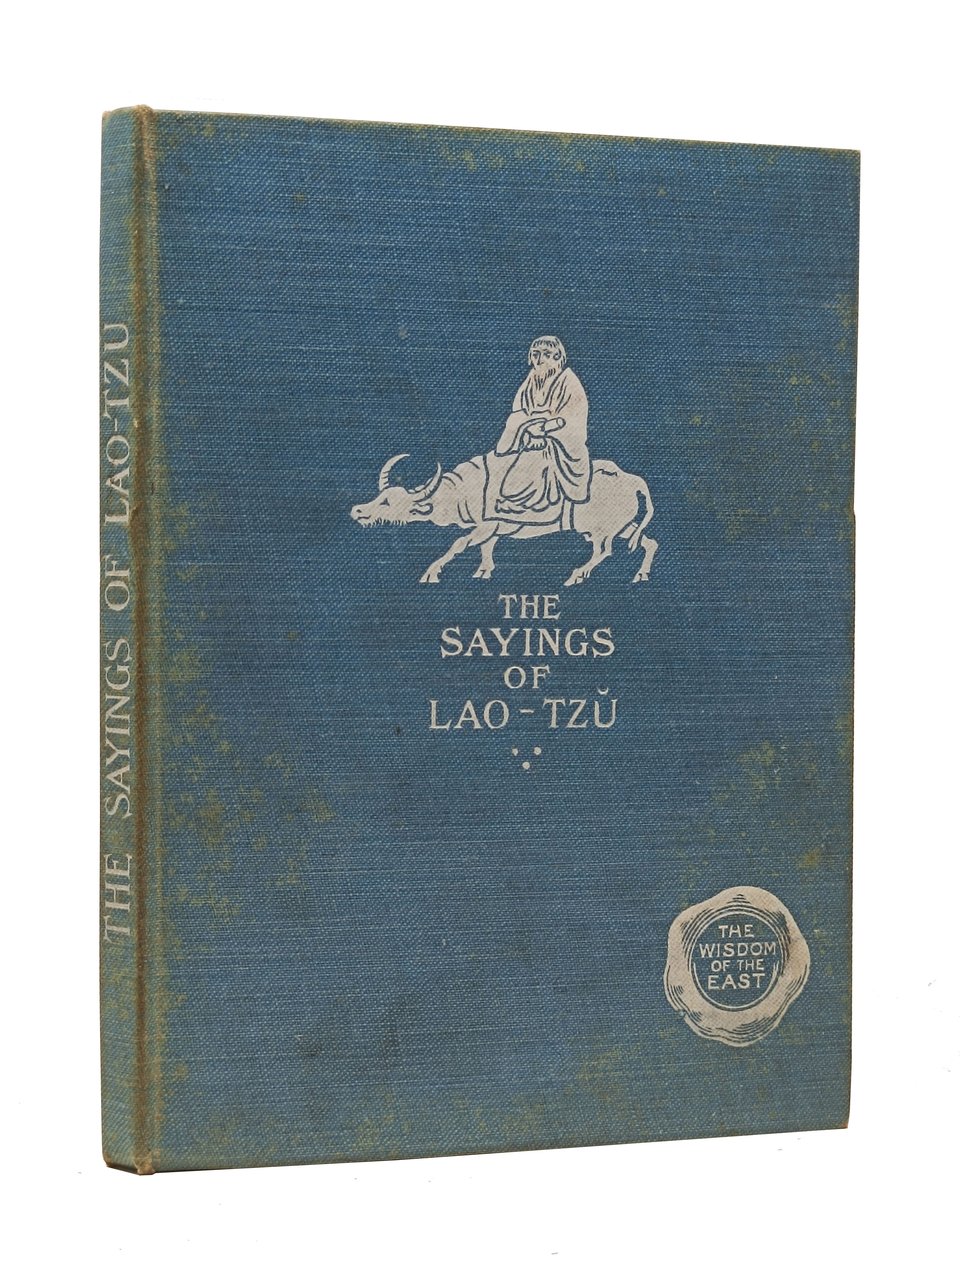 THE SAYINGS OF LAO-TZU
THE
SAYINGS
OF
LAO-TZŬ
THE
WISDOM
OF THE
EAST